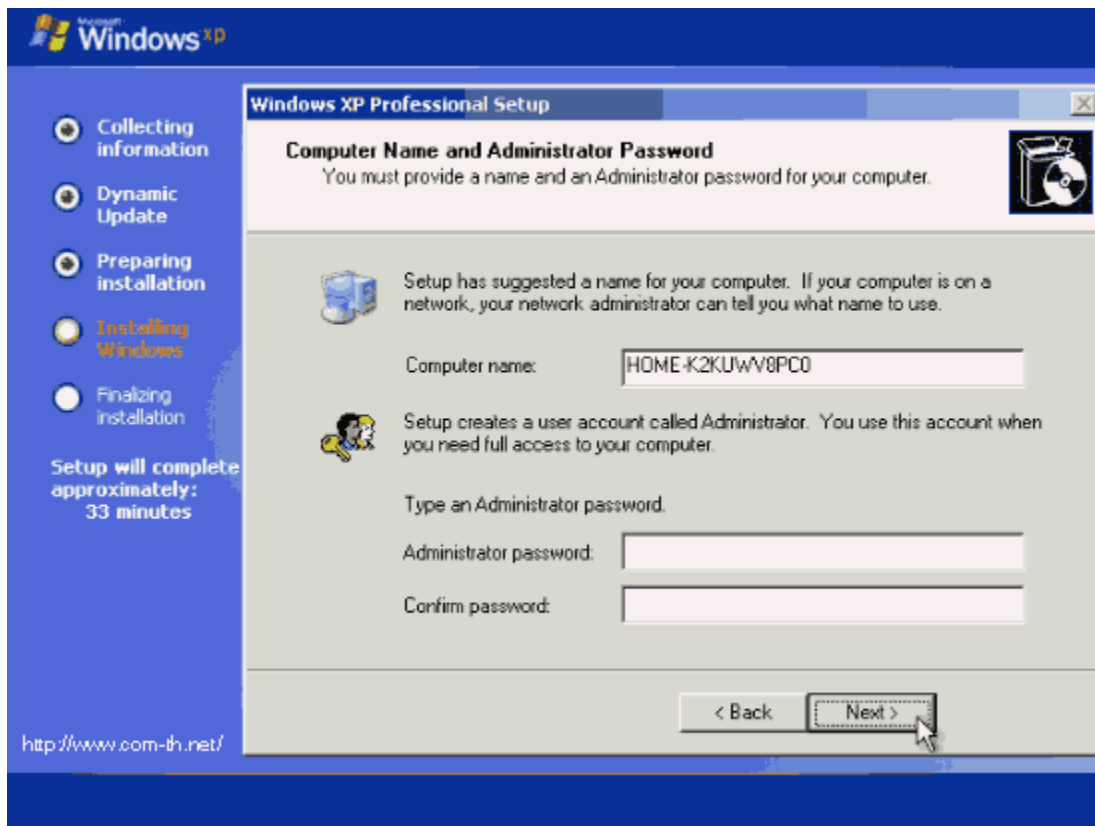 Microsoft
Windows xp
Collecting
information
Dynamic
Update
Preparing
installation
Installing
Windows
Finalizing
installation
Setup will complete
approximately:
33 minutes
http://www.com-th.net/
Windows XP Professional Setup
Computer Name and Administrator Password
You must provide a name and an Administrator password for your computer.
Setup has suggested a name for your computer. If your computer is on a
network, your network administrator can tell you what name to use.
Computer name: HOME-K2KUWV8PC0
Setup creates a user account called Administrator. You use this account when
you need full access to your computer.
Type an Administrator password.
Administrator password:
Confirm password:
< Back Next >